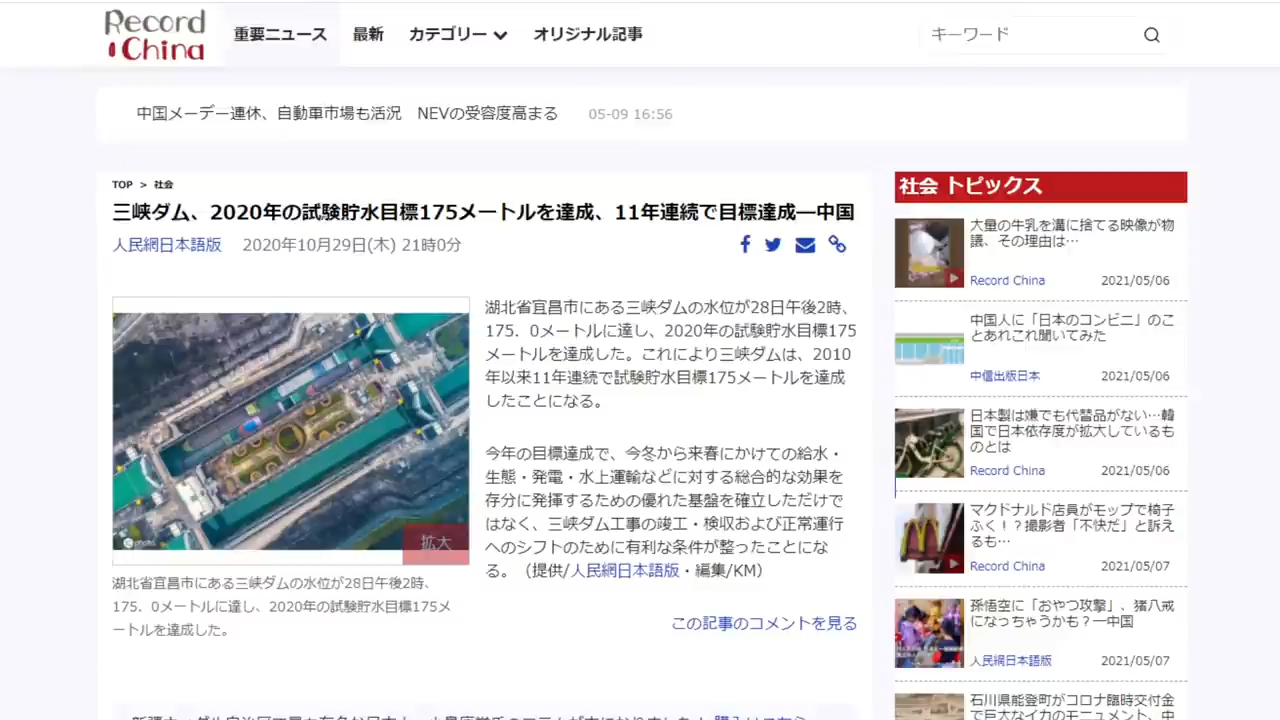 Record China
重要ニュース 最新 カテゴリー オリジナル記事 キーワード
中国メーデー連休、自動車市場も活況　NEVの受容度高まる 05-09 16:56
TOP > 社会
三峡ダム、2020年の試験貯水目標175メートルを達成、11年連続で目標達成―中国
人民網日本語版 2020年10月29日(木) 21時0分
拡大
湖北省宜昌市にある三峡ダムの水位が28日午後2時、
175．0メートルに達し、2020年の試験貯水目標175メ
ートルを達成した。
湖北省宜昌市にある三峡ダムの水位が28日午後2時、
175．0メートルに達し、2020年の試験貯水目標175
メートルを達成した。これにより三峡ダムは、2010
年以来11年連続で試験貯水目標175メートルを達成
したことになる。
今年の目標達成で、今冬から来春にかけての給水・
生態・発電・水上運輸などに対する総合的な効果を
存分に発揮するための優れた基盤を確立しただけで
はなく、三峡ダム工事の竣工・検収および正常運行
へのシフトのために有利な条件が整ったことにな
る。（提供/人民網日本語版・編集/KM）
この記事のコメントを見る
社会 トピックス
大量の牛乳を溝に捨てる映像が物
議、その理由は…
Record China 2021/05/06
中国人に「日本のコンビニ」のこ
とあれこれ聞いてみた
中信出版日本 2021/05/06
日本製は嫌でも代替品がない…韓
国で日本依存度が拡大しているも
のとは
Record China 2021/05/06
マクドナルド店員がモップで椅子
ふく！？撮影者「不快だ」と訴え
るも…
Record China 2021/05/07
孫悟空に「おやつ攻撃」、猪八戒
になっちゃうかも？―中国
人民網日本語版 2021/05/07
石川県能登町がコロナ臨時交付金
で巨大なイカのモニュメント、中